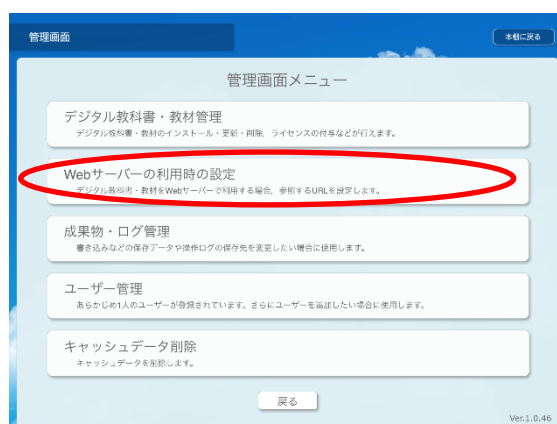 管理画面
本棚に戻る
管理画面メニュー
デジタル教科書・教材管理
デジタル教科書・教材のインストール・更新・削除、ライセンスの付与などが行えます。
Webサーバーの利用時の設定
デジタル教科書・教材をWebサーバーで利用する場合、参照するURLを設定します。
成果物・ログ管理
書き込みなどの保存データや操作ログの保存先を変更したい場合に使用します。
ユーザー管理
あらかじめ1人のユーザーが登録されています。さらにユーザーを追加したい場合に使用します。
キャッシュデータ削除
キャッシュデータを削除します。
戻る
Ver.1.0.46